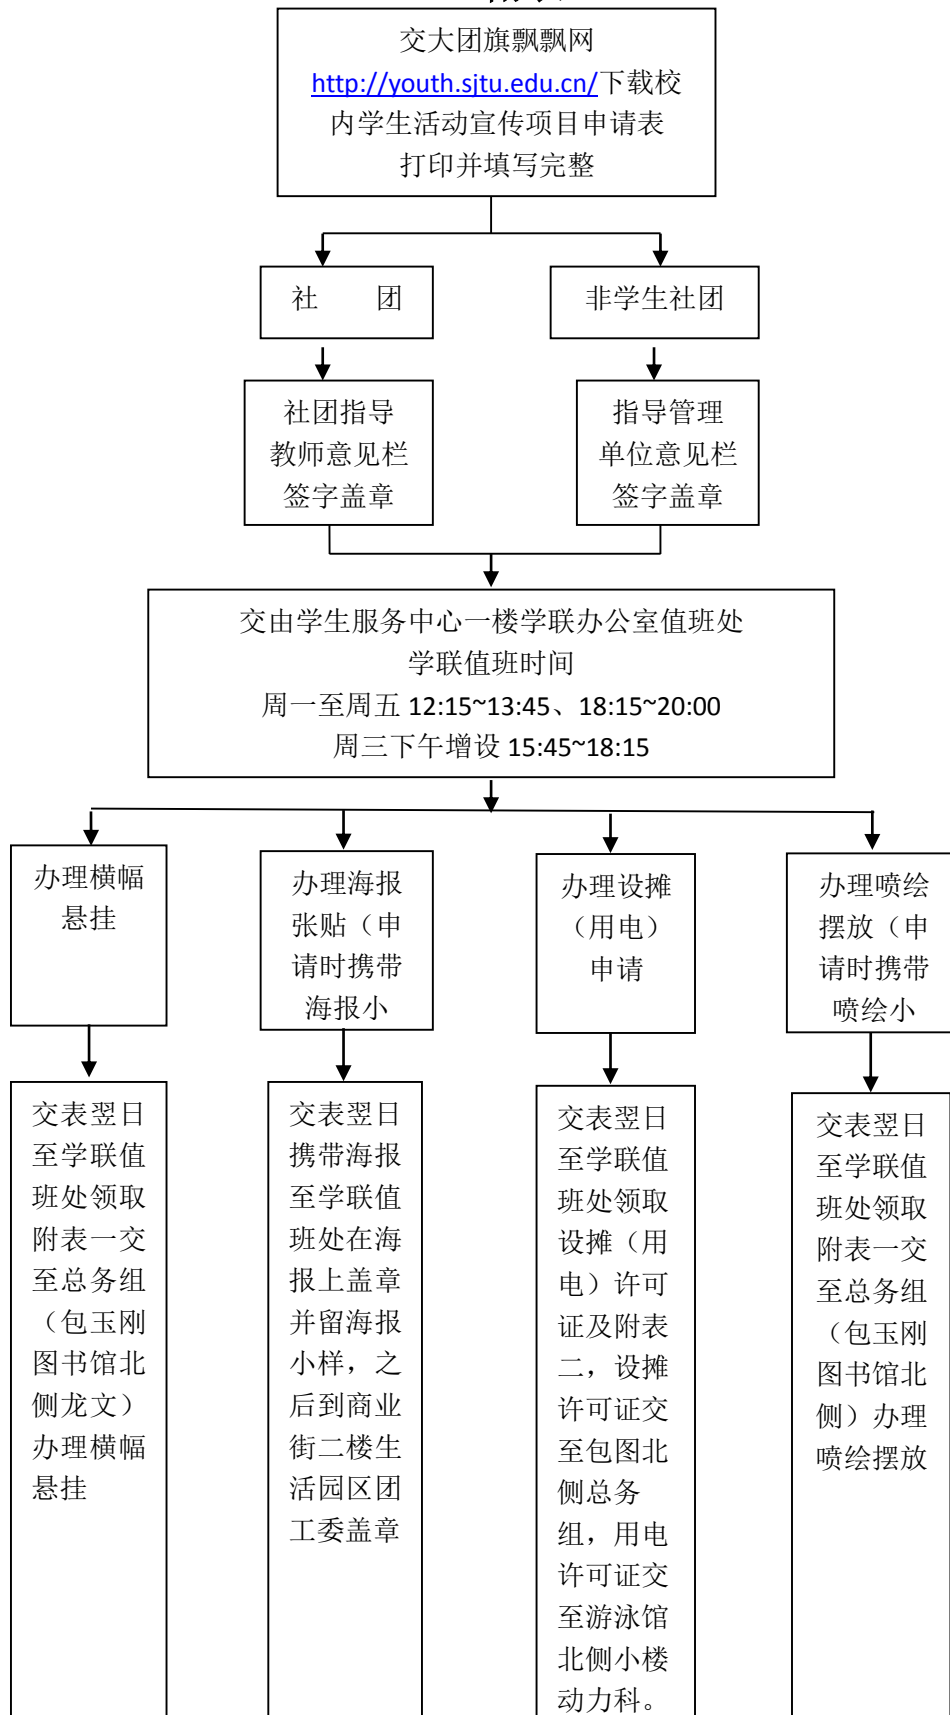 交大团旗飘飘网
http://youth.sjtu.edu.cn/下载校
内学生活动宣传项目申请表
打印并填写完整
社 团
非学生社团
社团指导
教师意见栏
签字盖章
指导管理
单位意见栏
签字盖章
交由学生服务中心一楼学联办公室值班处
学联值班时间
周一至周五 12:15~13:45、18:15~20:00
周三下午增设 15:45~18:15
办理横幅
悬挂
办理海报
张贴（申
请时携带
海报小
办理设摊
（用电）
申请
办理喷绘
摆放（申
请时携带
喷绘小
交表翌日
至学联值
班处领取
附表一交
至总务组
（包玉刚
图书馆北
侧龙文）
办理横幅
悬挂
交表翌日
携带海报
至学联值
班处在海
报上盖章
并留海报
小样，之
后到商业
街二楼生
活园区团
工委盖章
交表翌日
至学联值
班处领取
设摊（用
电）许可
证及附表
二，设摊
许可证交
至包图北
侧总务
组，用电
许可证交
至游泳馆
北侧小楼
动力科。
交表翌日
至学联值
班处领取
附表一交
至总务组
（包玉刚
图书馆北
侧）办理
喷绘摆放